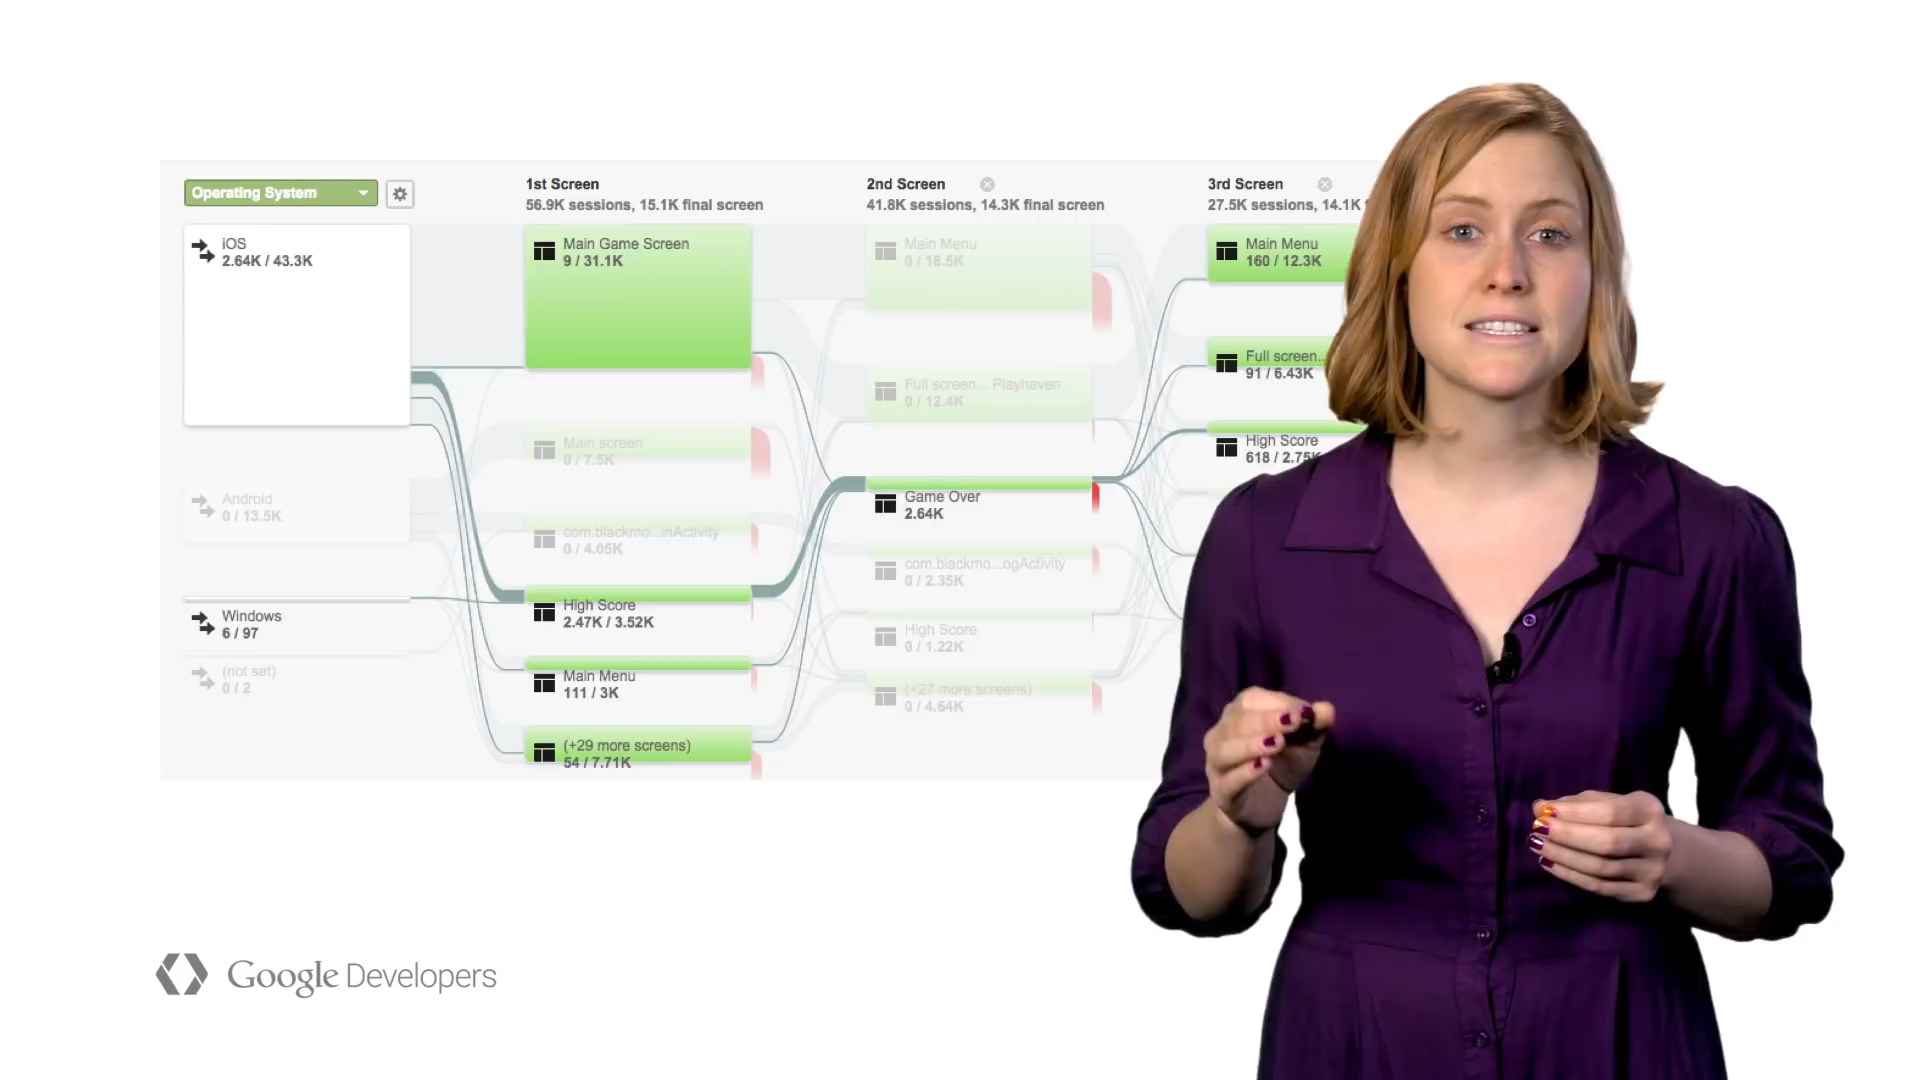 Operating System
iOS
2.64K / 43.3K
Android
0 / 13.5K
Windows
6 / 97
(not set)
0 / 2
1st Screen
56.9K sessions, 15.1K final screen
Main Game Screen
9 / 31.1K
Main screen
0 / 7.5K
com.blackmo...inActivity
0 / 4.05K
High Score
2.47K / 3.52K
Main Menu
111 / 3K
(+29 more screens)
54 / 7.71K
2nd Screen
41.8K sessions, 14.3K final screen
Main Menu
0 / 18.5K
Full screen... Playhaven
0 / 12.4K
Game Over
2.64K
com.blackmo...ogActivity
0 / 2.35K
High Score
0 / 1.22K
(+27 more screens)
0 / 4.64K
3rd Screen
27.5K sessions, 14.1K
Main Menu
160 / 12.3K
Full screen...
91 / 6.43K
High Score
618 / 2.75K
Google Developers